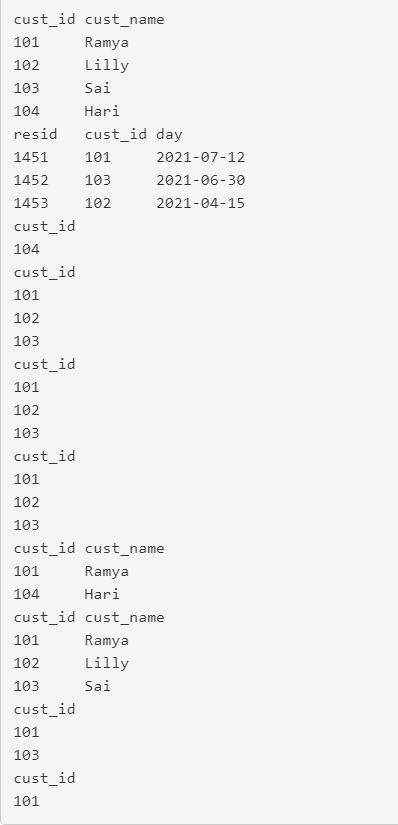 cust_id cust_name
101 Ramya
102 Lilly
103 Sai
104 Hari
resid cust_id day
1451 101 2021-07-12
1452 103 2021-06-30
1453 102 2021-04-15
cust_id
104
cust_id
101
102
103
cust_id
101
102
103
cust_id
101
102
103
cust_id cust_name
101 Ramya
104 Hari
cust_id cust_name
101 Ramya
102 Lilly
103 Sai
cust_id
101
103
cust_id
101